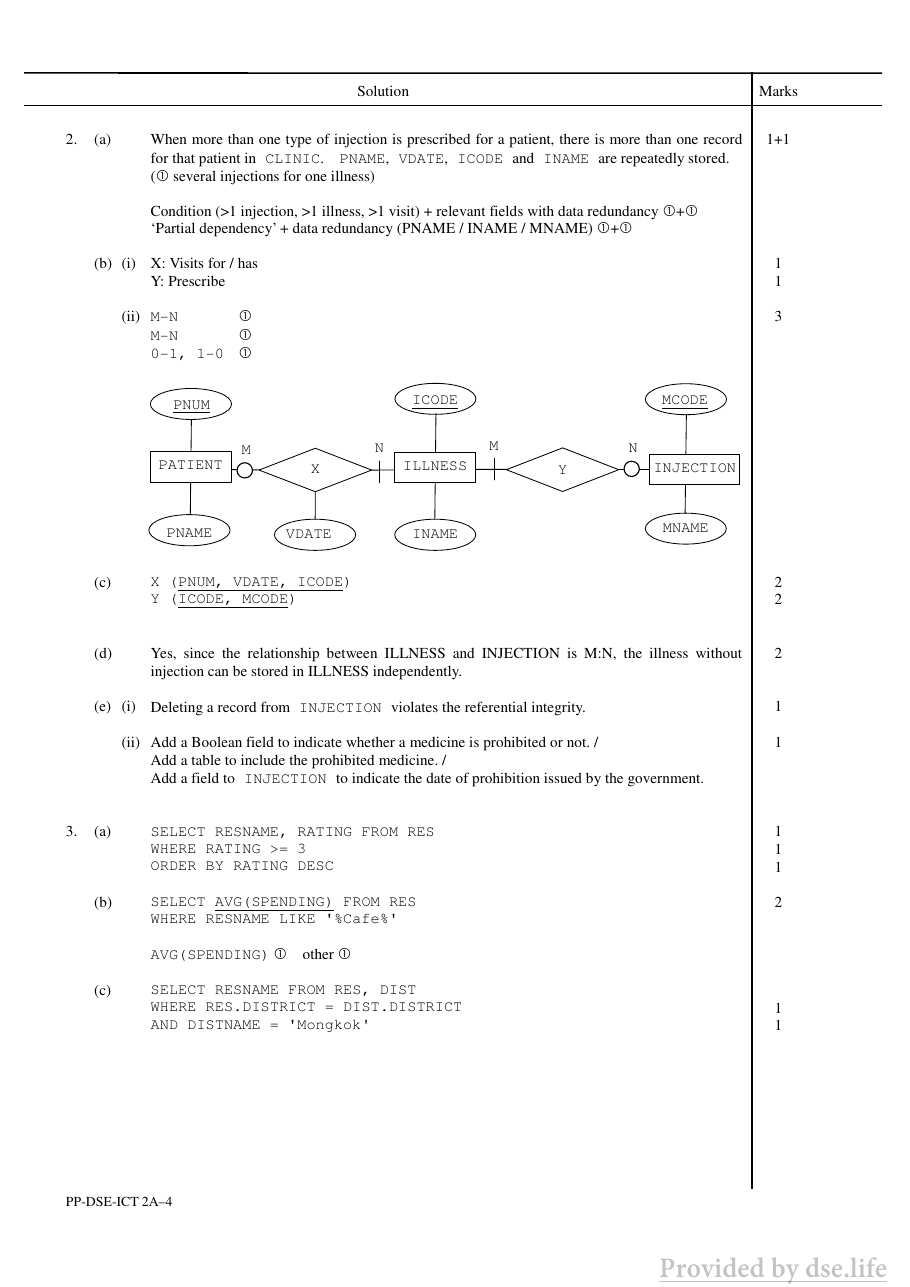 Solution Marks
2. (a) When more than one type of injection is prescribed for a patient, there is more than one record 1+1
for that patient in CLINIC. PNAME, VDATE, ICODE and INAME are repeatedly stored.
(① several injections for one illness)
Condition (>1 injection, >1 illness, >1 visit) + relevant fields with data redundancy ①+①
‘Partial dependency’ + data redundancy (PNAME / INAME / MNAME) ①+①
(b) (i) X: Visits for / has 1
Y: Prescribe 1
(ii) M-N ① 3
M-N ①
0-1, 1-0 ①
PNUM ICODE MCODE
M N M N
PATIENT X ILLNESS Y INJECTION
PNAME VDATE INAME MNAME
(c) X (PNUM, VDATE, ICODE) 2
Y (ICODE, MCODE) 2
(d) Yes, since the relationship between ILLNESS and INJECTION is M:N, the illness without 2
injection can be stored in ILLNESS independently.
(e) (i) Deleting a record from INJECTION violates the referential integrity. 1
(ii) Add a Boolean field to indicate whether a medicine is prohibited or not. / 1
Add a table to include the prohibited medicine. /
Add a field to INJECTION to indicate the date of prohibition issued by the government.
3. (a) SELECT RESNAME, RATING FROM RES 1
WHERE RATING >= 3 1
ORDER BY RATING DESC 1
(b) SELECT AVG(SPENDING) FROM RES 2
WHERE RESNAME LIKE '%Cafe%'
AVG(SPENDING) ① other ①
(c) SELECT RESNAME FROM RES, DIST
WHERE RES.DISTRICT = DIST.DISTRICT 1
AND DISTNAME = 'Mongkok' 1
PP-DSE-ICT 2A–4
Provided by dse.life